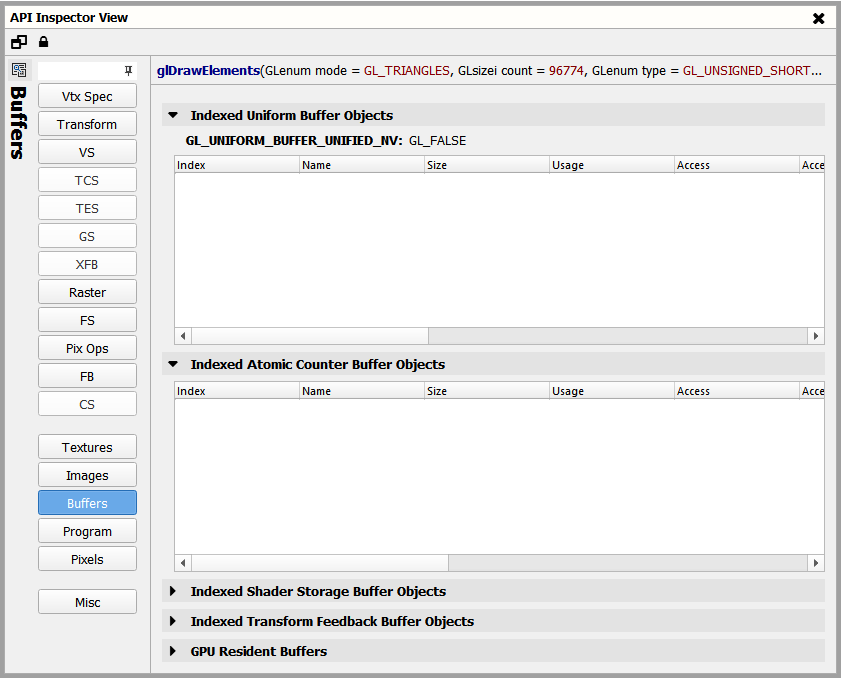 API Inspector View
Buffers
Vtx Spec
Transform
VS
TCS
TES
GS
XFB
Raster
FS
Pix Ops
FB
CS
Textures
Images
Buffers
Program
Pixels
Misc
glDrawElements(GLenum mode = GL_TRIANGLES, GLsizei count = 96774, GLenum type = GL_UNSIGNED_SHORT...
Indexed Uniform Buffer Objects
GL_UNIFORM_BUFFER_UNIFIED_NV: GL_FALSE
Index Name Size Usage Access Acce
Indexed Atomic Counter Buffer Objects
Index Name Size Usage Access Acce
Indexed Shader Storage Buffer Objects
Indexed Transform Feedback Buffer Objects
GPU Resident Buffers